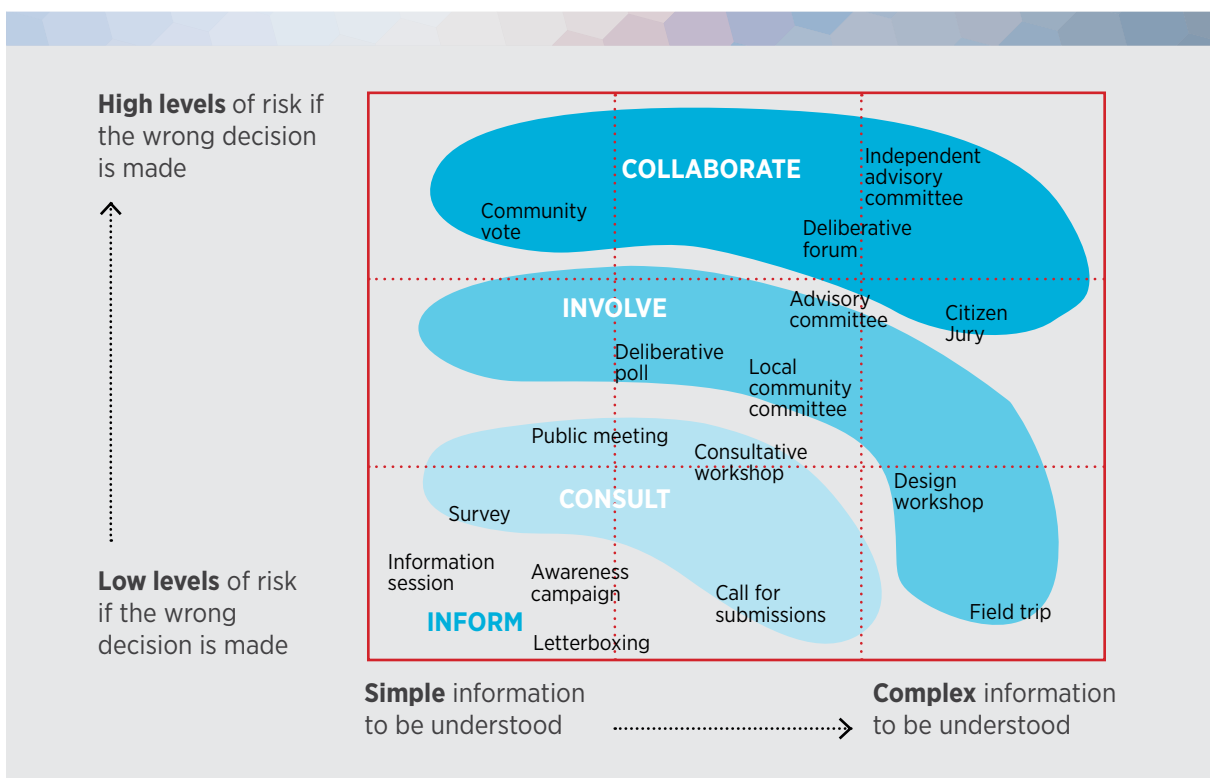 High levels of risk if
the wrong decision
is made
COLLABORATE
Independent
advisory
committee
Community
vote
Deliberative
forum
INVOLVE
Advisory
committee
Citizen
Jury
Deliberative
poll
Local
community
committee
Public meeting
Consultative
workshop
CONSULT
Design
workshop
Survey
Information
session
Awareness
campaign
Call for
submissions
Field trip
INFORM
Letterboxing
Low levels of risk
if the wrong
decision is made
Simple information
to be understood
Complex information
to be understood